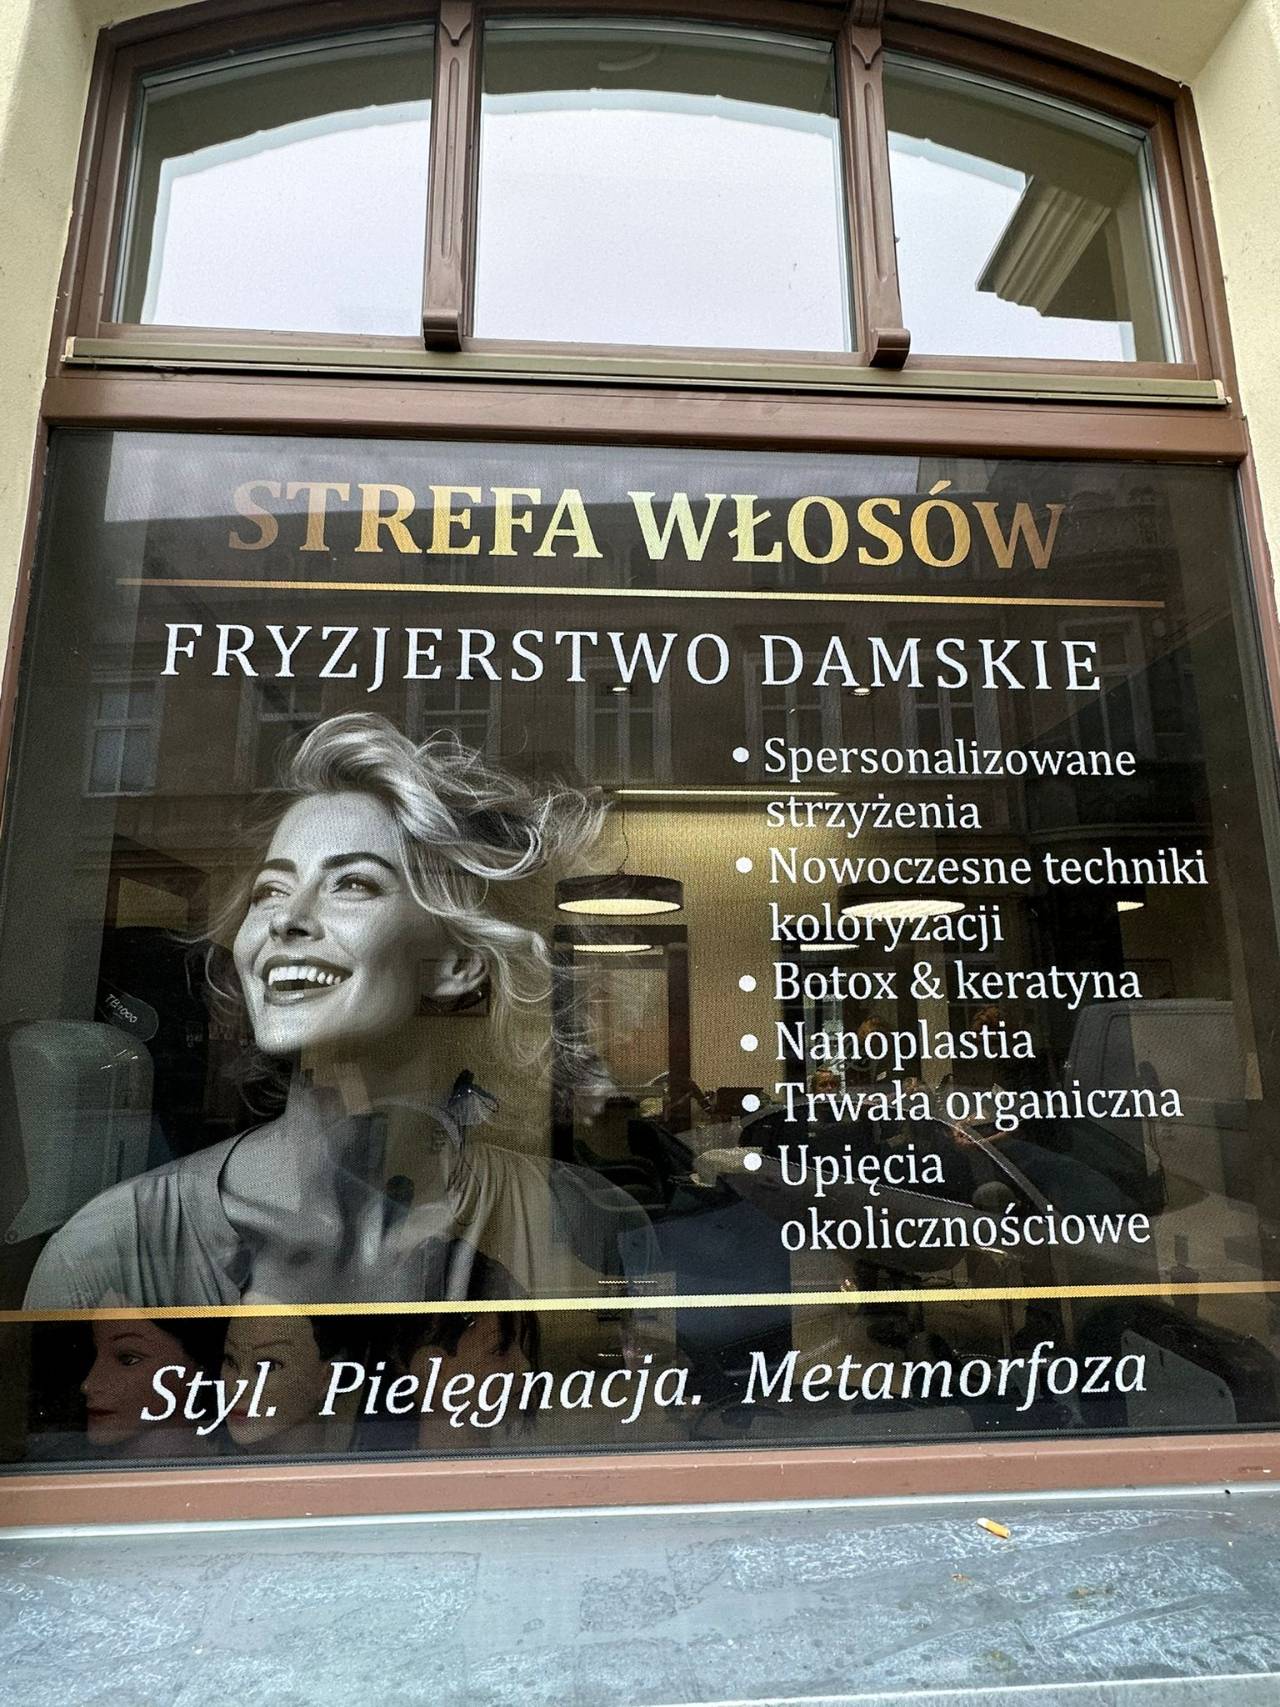 STREFA WŁOSÓW
FRYZJERSTWO DAMSKIE
• Spersonalizowane
strzyżenia
• Nowoczesne techniki
koloryzacji
• Botox & keratyna
• Nanoplastia
• Trwała organiczna
• Upięcia
okolicznościowe
TB1000
Styl. Pielęgnacja. Metamorfoza